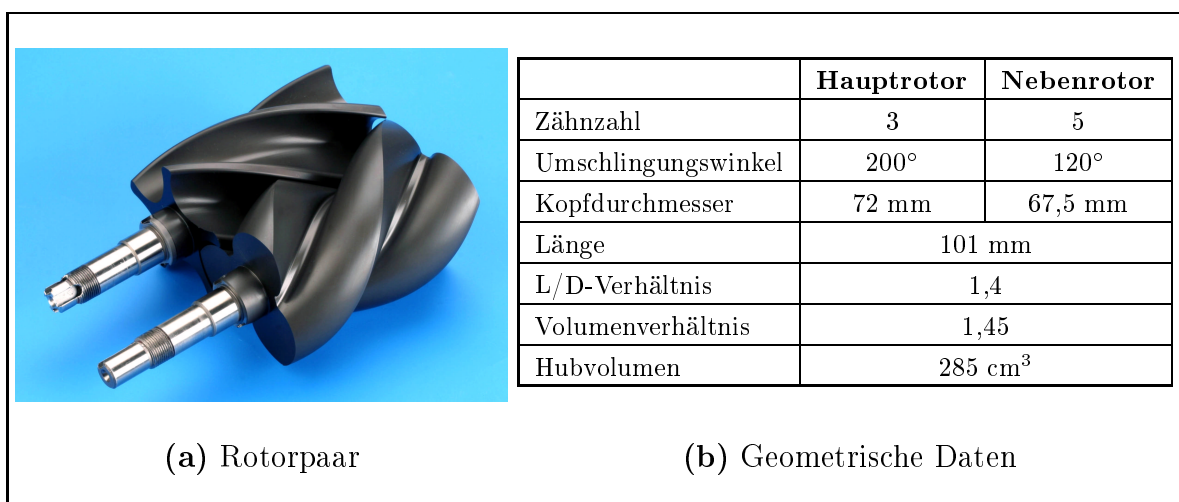 Hauptrotor Nebenrotor
Zähnzahl 3 5
Umschlingungswinkel 200° 120°
Kopfdurchmesser 72 mm 67,5 mm
Länge 101 mm
L/D-Verhältnis 1,4
Volumenverhältnis 1,45
Hubvolumen 285 cm³
(a) Rotorpaar (b) Geometrische Daten